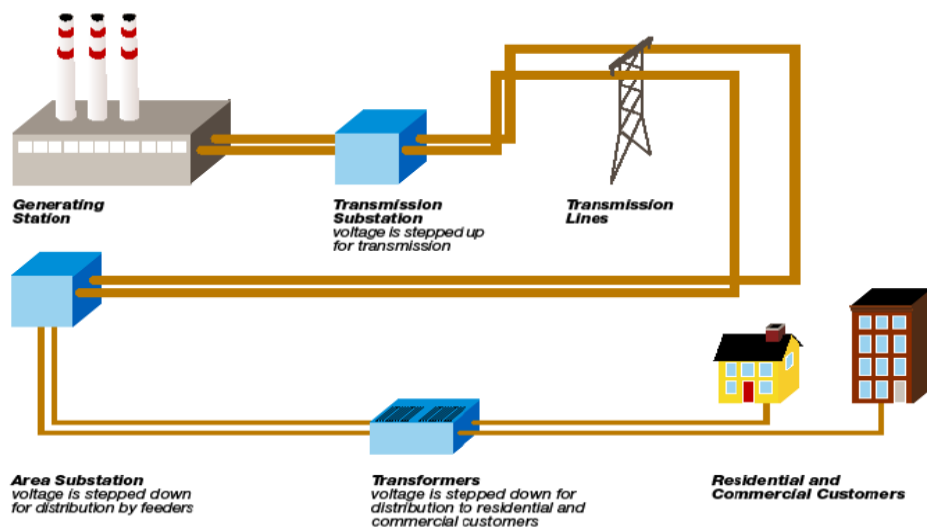 Generating
Station
Transmission
Substation
voltage is stepped up
for transmission
Transmission
Lines
Area Substation
voltage is stepped down
for distribution by feeders
Transformers
voltage is stepped down for
distribution to residential and
commercial customers
Residential and
Commercial Customers